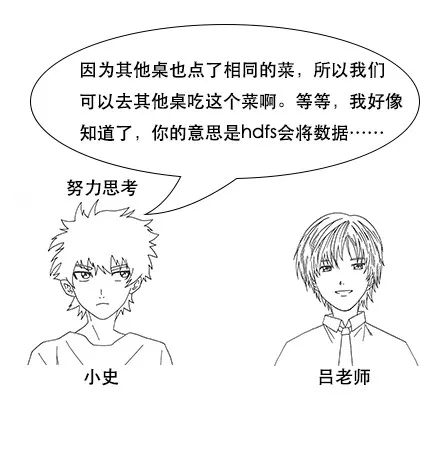 因为其他桌也点了相同的菜，所以我们
可以去其他桌吃这个菜啊。等等，我好像
知道了，你的意思是hdfs会将数据……
努力思考
小史
吕老师